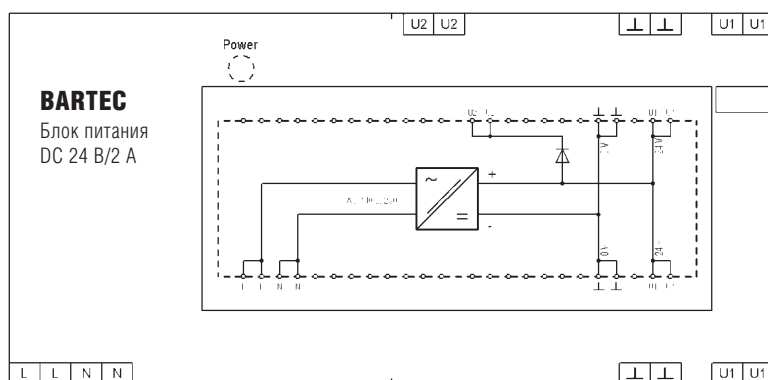 U2 U2 ⊥ ⊥ U1 U1
Power
BARTEC
Блок питания
DC 24 В/2 А
⊥ ⊥
~
+
=
-
N N ⊥ ⊥
L L N N ⊥ ⊥ U1 U1